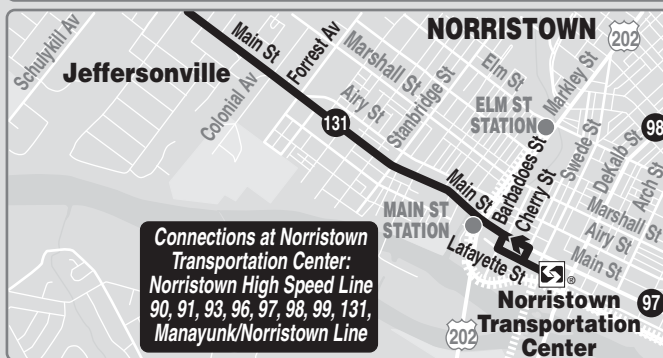 NORRISTOWN
202
Schulykill Av
Main St
Forrest Av
Marshall St
Elm St
Markley St
Jeffersonville
Colonial Av
Airy St
Stanbridge St
ELM ST
STATION
131
98
Swede St
DeKalb St
Arch St
Main St
Barbadoes St
Cherry St
Marshall St
Airy St
Main St
MAIN ST
STATION
Lafayette St
Connections at Norristown
Transportation Center:
Norristown High Speed Line
90, 91, 93, 96, 97, 98, 99, 131,
Manayunk/Norristown Line
S
®
Norristown
Transportation
Center
97
202